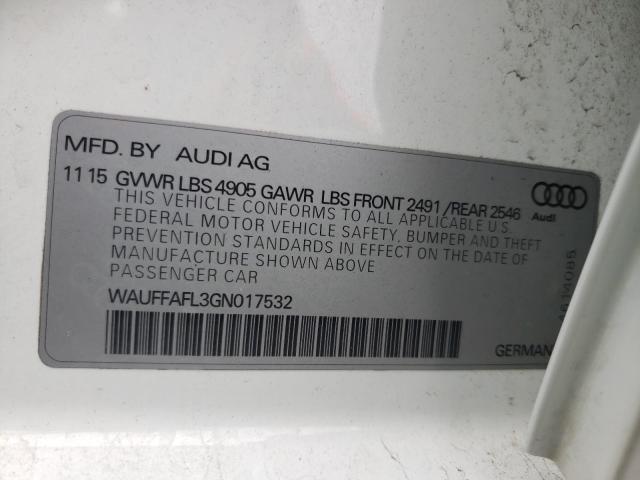 MFD. BY AUDI AG
11 15 GVWR LBS 4905 GAWR LBS FRONT 2491/REAR 2546
THIS VEHICLE CONFORMS TO ALL APPLICABLE U.S.
FEDERAL MOTOR VEHICLE SAFETY, BUMPER AND THEFT
PREVENTION STANDARDS IN EFFECT ON THE DATE OF
MANUFACTURE SHOWN ABOVE
PASSENGER CAR
WAUFFAFL3GN017532
Audi
GERMAN